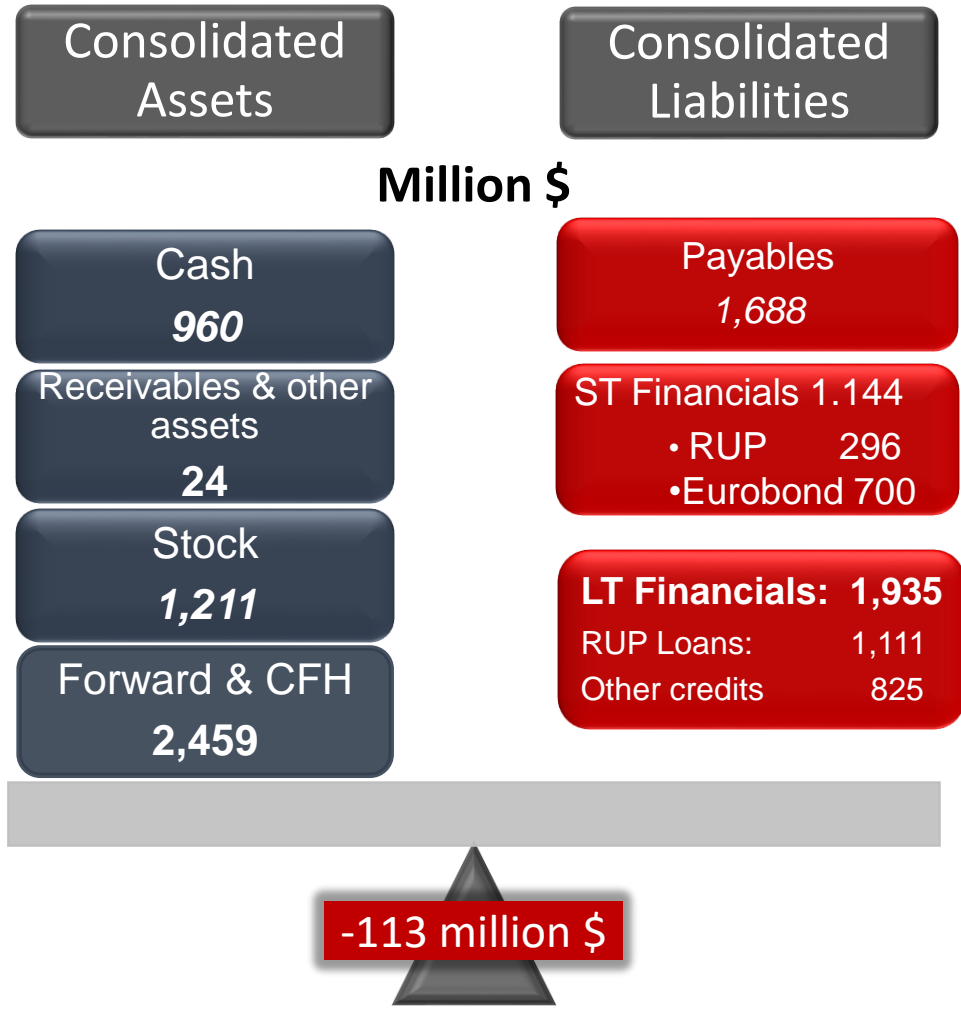 Consolidated
Assets
Consolidated
Liabilities
Million $
Cash
960
Receivables & other
assets
24
Stock
1,211
Forward & CFH
2,459
Payables
1,688
ST Financials 1.144
• RUP 296
•Eurobond 700
LT Financials: 1,935
RUP Loans: 1,111
Other credits 825
-113 million $